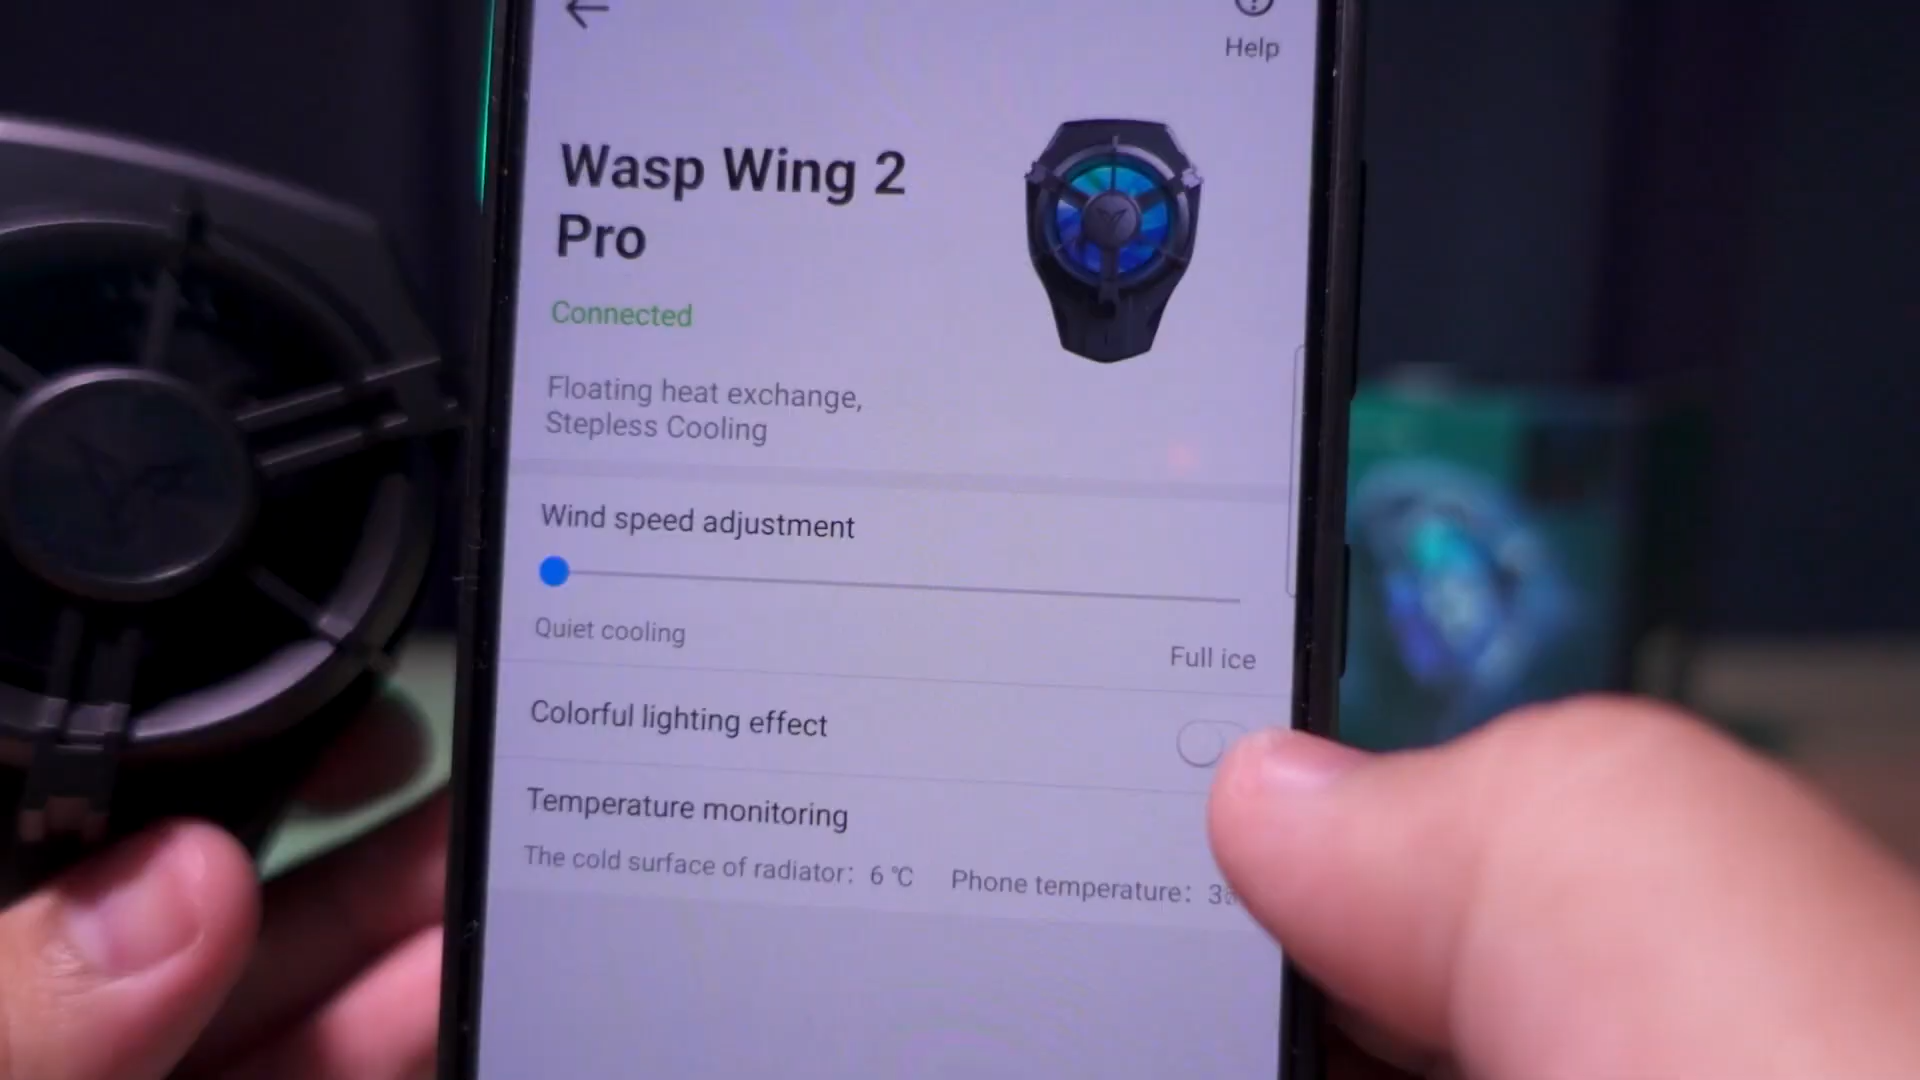 Help
Wasp Wing 2
Pro
Connected
Floating heat exchange,
Stepless Cooling
Wind speed adjustment
Quiet cooling
Full ice
Colorful lighting effect
Temperature monitoring
The cold surface of radiator: 6 ℃ Phone temperature: